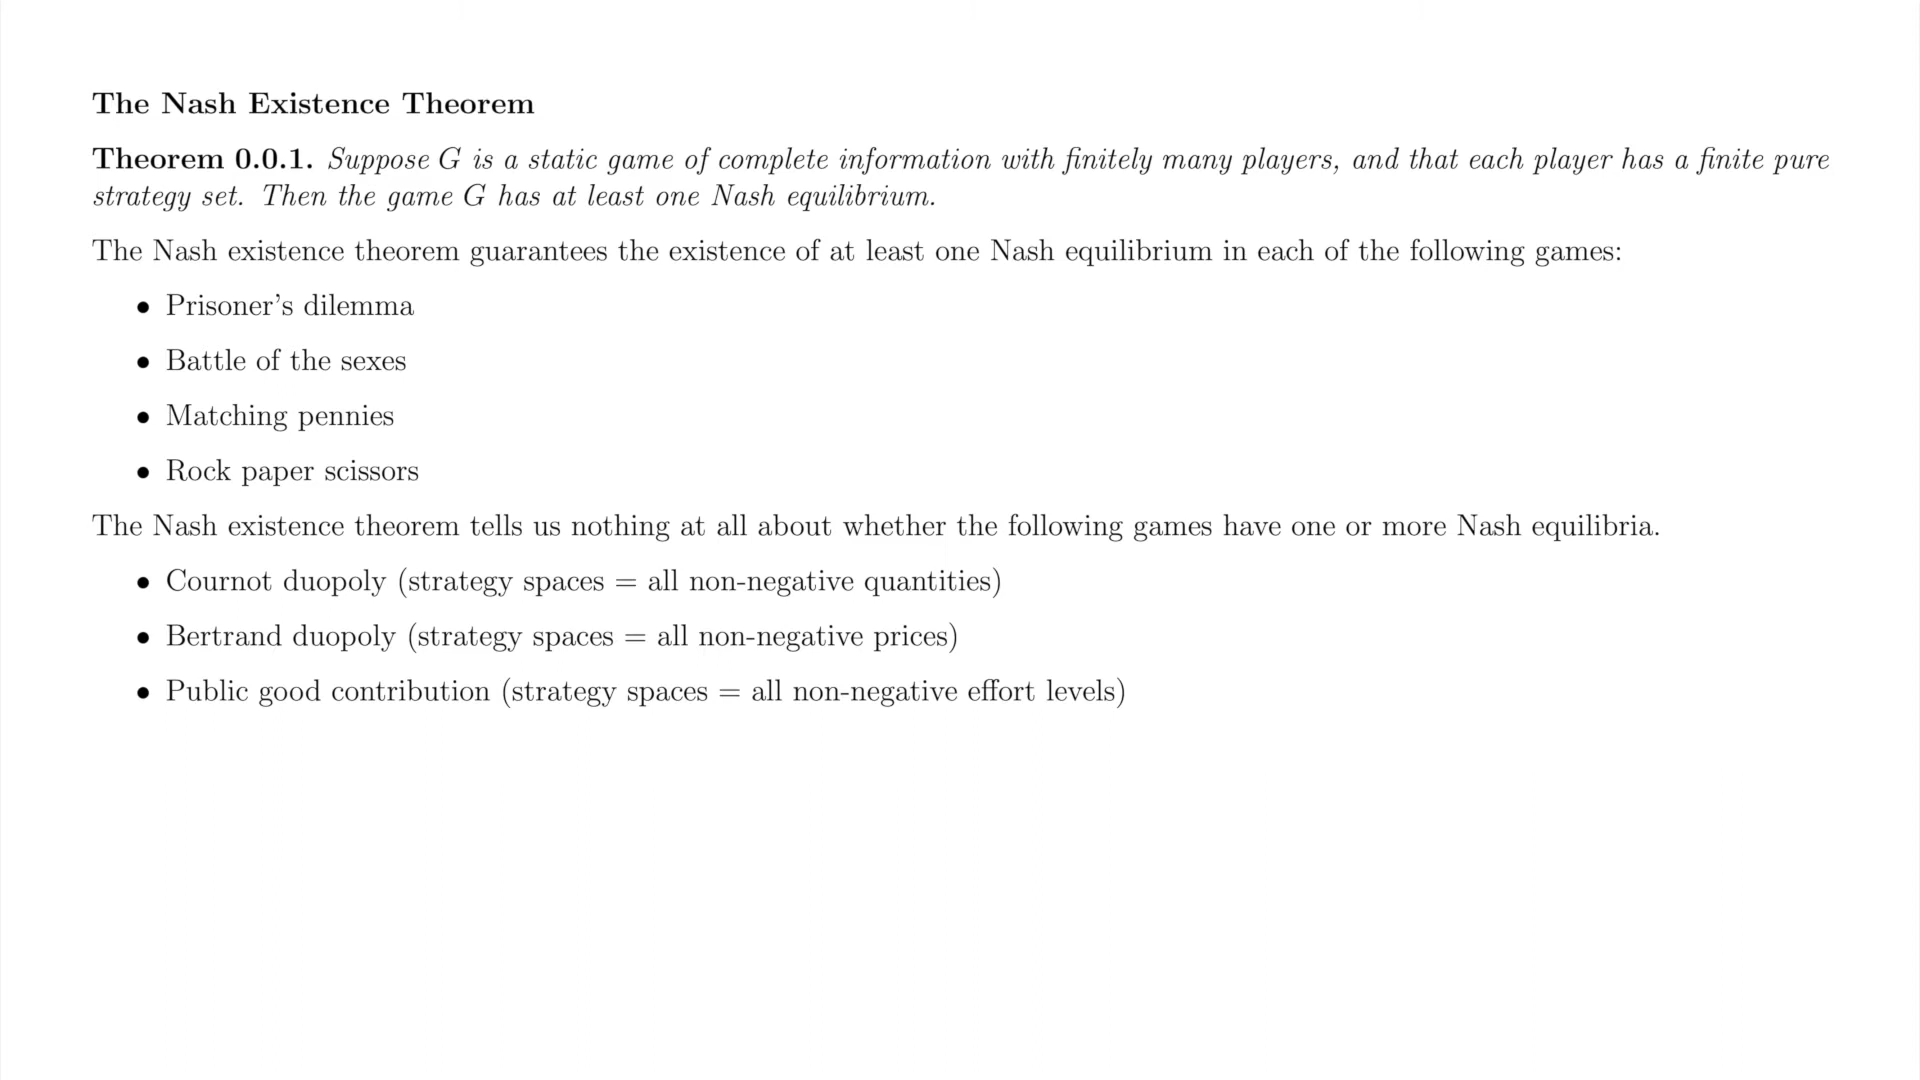 The Nash Existence Theorem
Theorem 0.0.1. Suppose G is a static game of complete information with finitely many players, and that each player has a finite pure
strategy set. Then the game G has at least one Nash equilibrium.
The Nash existence theorem guarantees the existence of at least one Nash equilibrium in each of the following games:
• Prisoner's dilemma
• Battle of the sexes
• Matching pennies
• Rock paper scissors
The Nash existence theorem tells us nothing at all about whether the following games have one or more Nash equilibria.
• Cournot duopoly (strategy spaces = all non-negative quantities)
• Bertrand duopoly (strategy spaces = all non-negative prices)
• Public good contribution (strategy spaces = all non-negative effort levels)